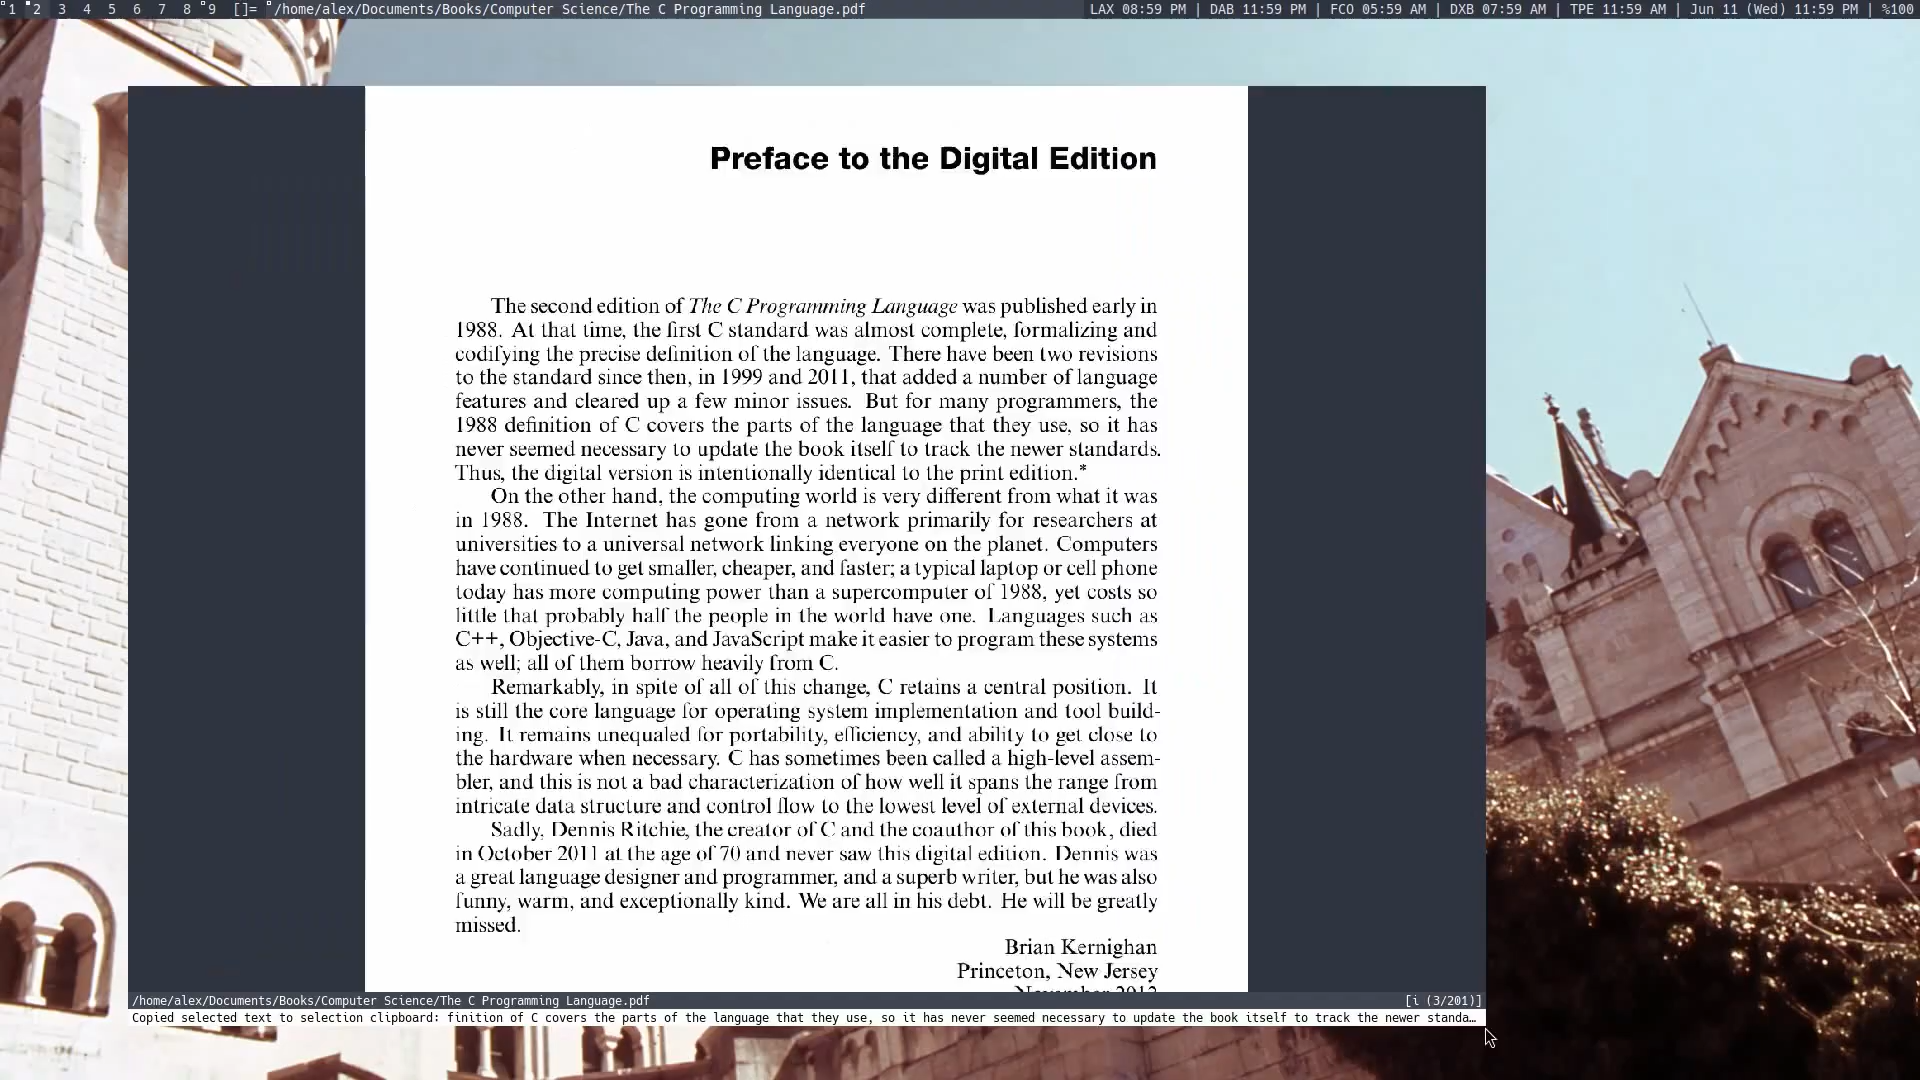 1 2 3 4 5 6 7 8 9 []= /home/alex/Documents/Books/Computer Science/The C Programming Language.pdf LAX 08:59 PM | DAB 11:59 PM | FCO 05:59 AM | DXB 07:59 AM | TPE 11:59 AM | Jun 11 (Wed) 11:59 PM | %100
Preface to the Digital Edition
The second edition of The C Programming Language was published early in
1988. At that time, the first C standard was almost complete, formalizing and
codifying the precise definition of the language. There have been two revisions
to the standard since then, in 1999 and 2011, that added a number of language
features and cleared up a few minor issues. But for many programmers, the
1988 definition of C covers the parts of the language that they use, so it has
never seemed necessary to update the book itself to track the newer standards.
Thus, the digital version is intentionally identical to the print edition.*
On the other hand, the computing world is very different from what it was
in 1988. The Internet has gone from a network primarily for researchers at
universities to a universal network linking everyone on the planet. Computers
have continued to get smaller, cheaper, and faster; a typical laptop or cell phone
today has more computing power than a supercomputer of 1988, yet costs so
little that probably half the people in the world have one. Languages such as
C++, Objective-C, Java, and JavaScript make it easier to program these systems
as well; all of them borrow heavily from C.
Remarkably, in spite of all of this change, C retains a central position. It
is still the core language for operating system implementation and tool build-
ing. It remains unequaled for portability, efficiency, and ability to get close to
the hardware when necessary. C has sometimes been called a high-level assem-
bler, and this is not a bad characterization of how well it spans the range from
intricate data structure and control flow to the lowest level of external devices.
Sadly, Dennis Ritchie, the creator of C and the coauthor of this book, died
in October 2011 at the age of 70 and never saw this digital edition. Dennis was
a great language designer and programmer, and a superb writer, but he was also
funny, warm, and exceptionally kind. We are all in his debt. He will be greatly
missed.
Brian Kernighan
Princeton, New Jersey
November 2012
/home/alex/Documents/Books/Computer Science/The C Programming Language.pdf [i (3/201)]
Copied selected text to selection clipboard: finition of C covers the parts of the language that they use, so it has never seemed necessary to update the book itself to track the newer standa…